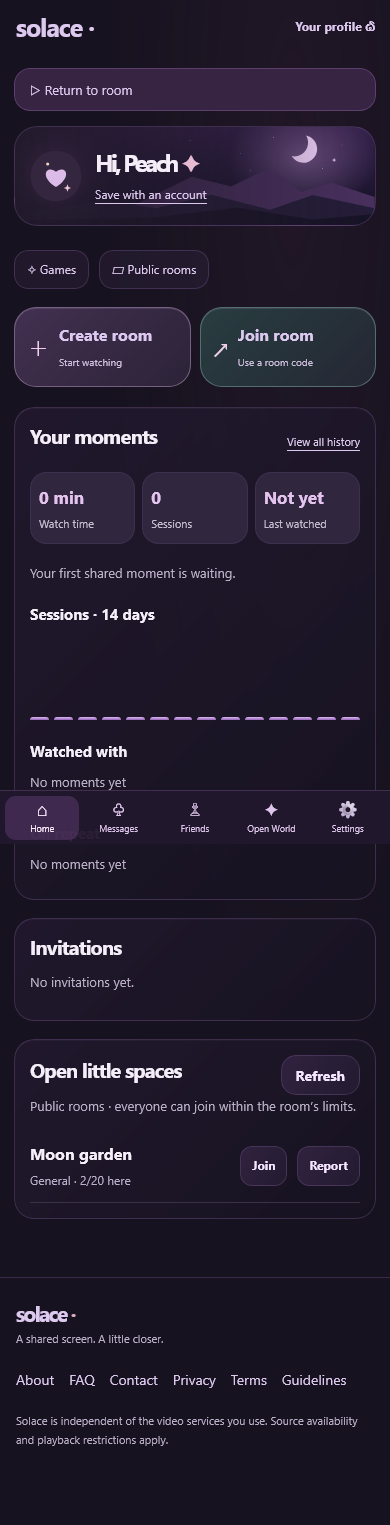 solace
Your profile
Return to room
Hi, Peach
Save with an account
Games
Public rooms
Create room
Start watching
Join room
Use a room code
Your moments
View all history
0 min
Watch time
0
Sessions
Not yet
Last watched
Your first shared moment is waiting.
Sessions · 14 days
Watched with
No moments yet
Home
Messages
Friends
Open World
Settings
No moments yet
Invitations
No invitations yet.
Open little spaces
Refresh
Public rooms · everyone can join within the room's limits.
Moon garden
General · 2/20 here
Join
Report
solace
A shared screen. A little closer.
About FAQ Contact Privacy Terms Guidelines
Solace is independent of the video services you use. Source availability
and playback restrictions apply.